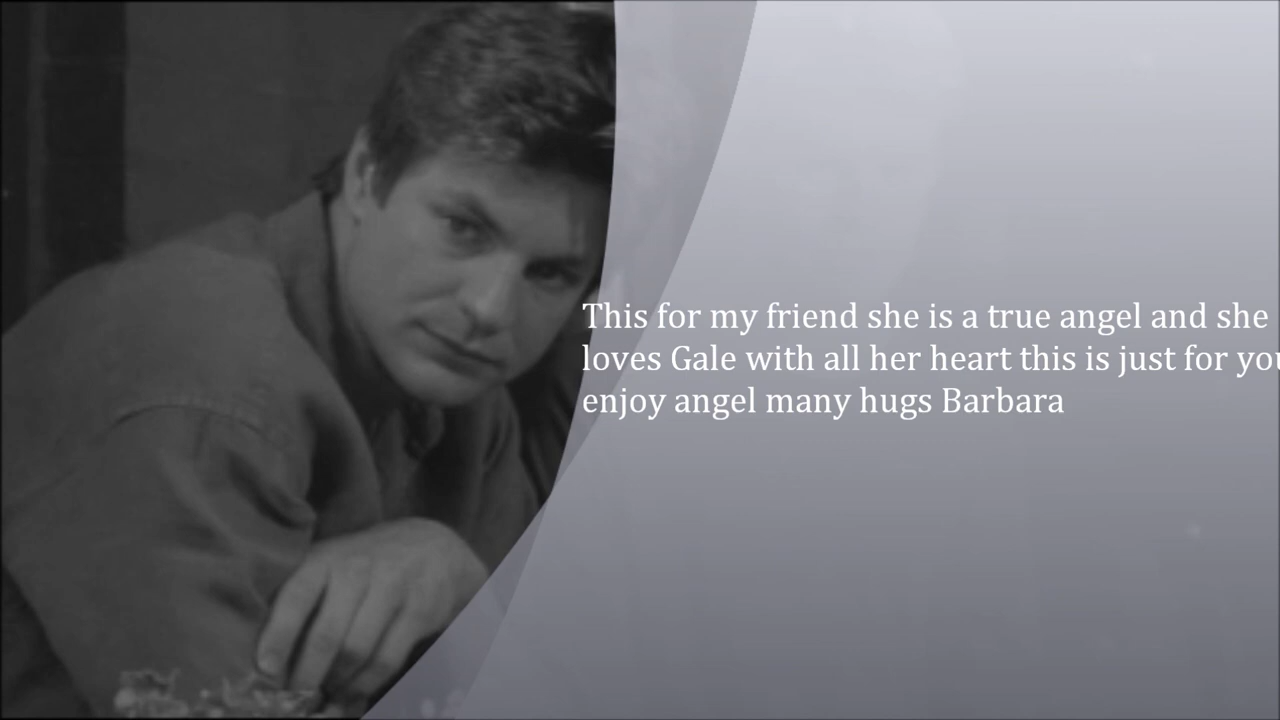 This for my friend she is a true angel and she
loves Gale with all her heart this is just for you
enjoy angel many hugs Barbara